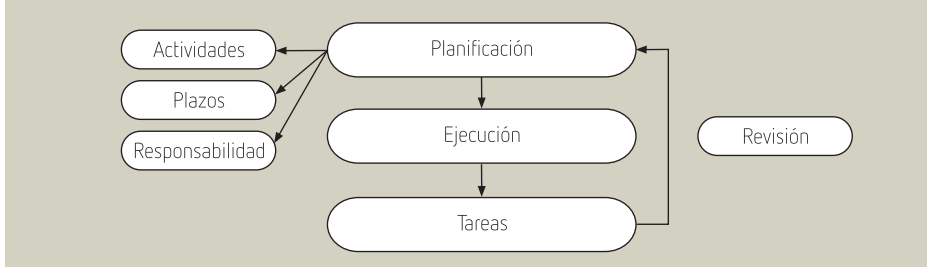 Actividades
Plazos
Responsabilidad
Planificación
Ejecución
Tareas
Revisión